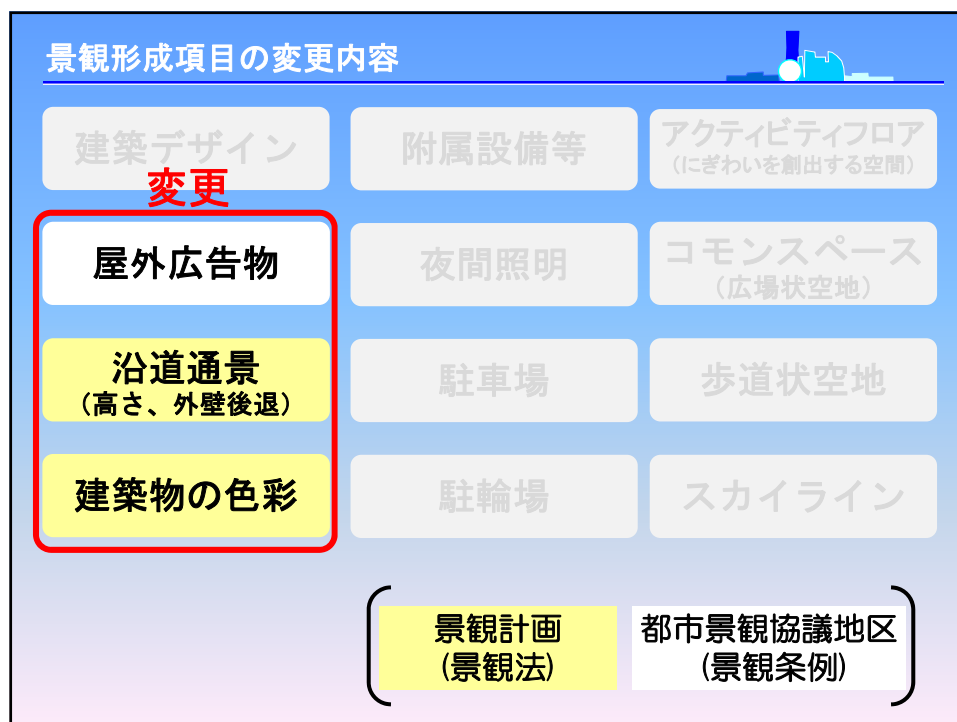 景観形成項目の変更内容
建築デザイン
附属設備等
アクティビティフロア
(にぎわいを創出する空間)
変更
屋外広告物
夜間照明
コモンスペース
(広場状空地)
沿道通景
(高さ、外壁後退)
駐車場
歩道状空地
建築物の色彩
駐輪場
スカイライン
景観計画
(景観法)
都市景観協議地区
(景観条例)